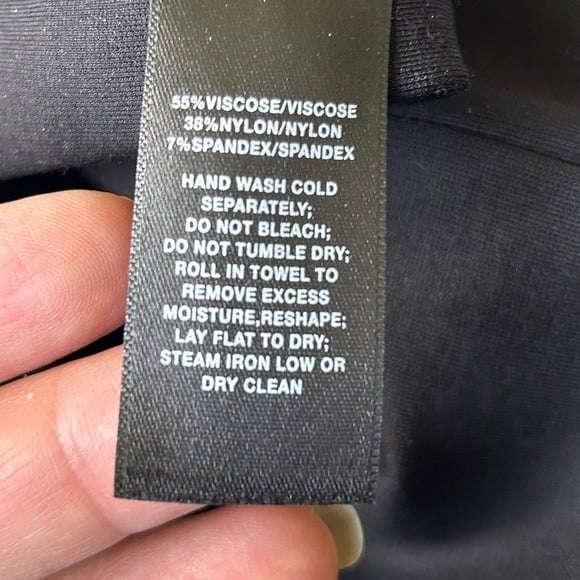 55%VISCOSE/VISCOSE
38%NYLON/NYLON
7%SPANDEX/SPANDEX
HAND WASH COLD
SEPARATELY;
DO NOT BLEACH;
DO NOT TUMBLE DRY;
ROLL IN TOWEL TO
REMOVE EXCESS
MOISTURE,RESHAPE;
LAY FLAT TO DRY;
STEAM IRON LOW OR
DRY CLEAN